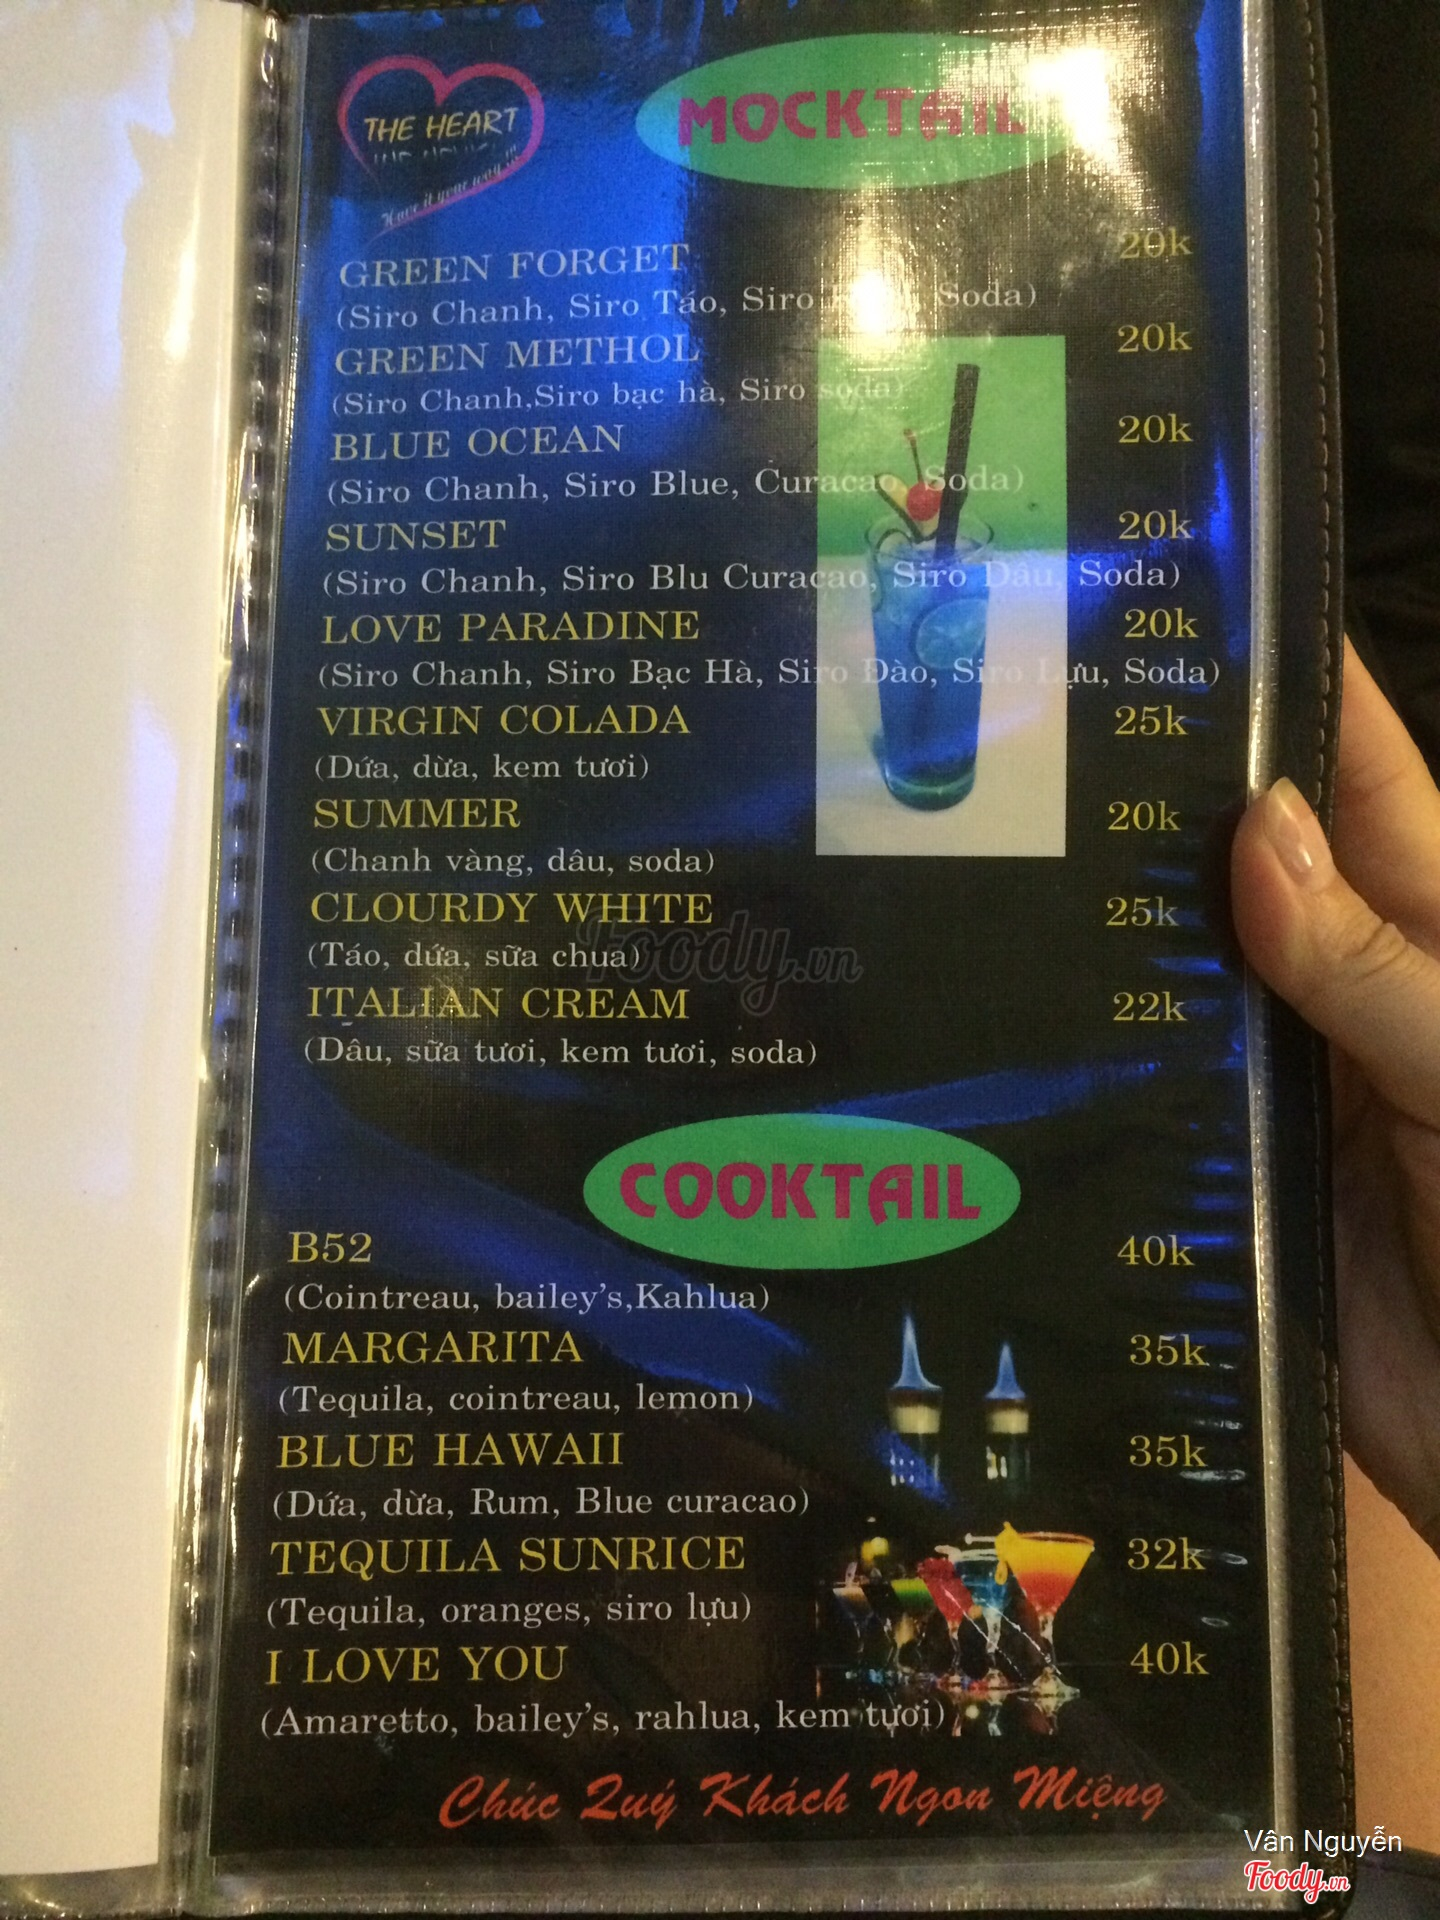 THE HEART
Have it your way !!!
MOCKTAIL
GREEN FORGET 20k
(Siro Chanh, Siro Táo, Siro Soda)
GREEN METHOL 20k
(Siro Chanh,Siro bạc hà, Siro soda)
BLUE OCEAN 20k
(Siro Chanh, Siro Blue, Curacao, Soda)
SUNSET 20k
(Siro Chanh, Siro Blu Curacao, Siro Dâu, Soda)
LOVE PARADINE 20k
(Siro Chanh, Siro Bạc Hà, Siro Đào, Siro Lựu, Soda)
VIRGIN COLADA 25k
(Dứa, dừa, kem tươi)
SUMMER 20k
(Chanh vàng, dâu, soda)
CLOURDY WHITE 25k
(Táo, dứa, sữa chua)
Foody.vn
ITALIAN CREAM 22k
(Dâu, sữa tươi, kem tươi, soda)
COOKTAIL
B52 40k
(Cointreau, bailey's,Kahlua)
MARGARITA 35k
(Tequila, cointreau, lemon)
BLUE HAWAII 35k
(Dứa, dừa, Rum, Blue curacao)
TEQUILA SUNRICE 32k
(Tequila, oranges, siro lựu)
I LOVE YOU 40k
(Amaretto, bailey's, rahlua, kem tươi)
Chúc Quý Khách Ngon Miệng
Vân Nguyễn
Foody.vn